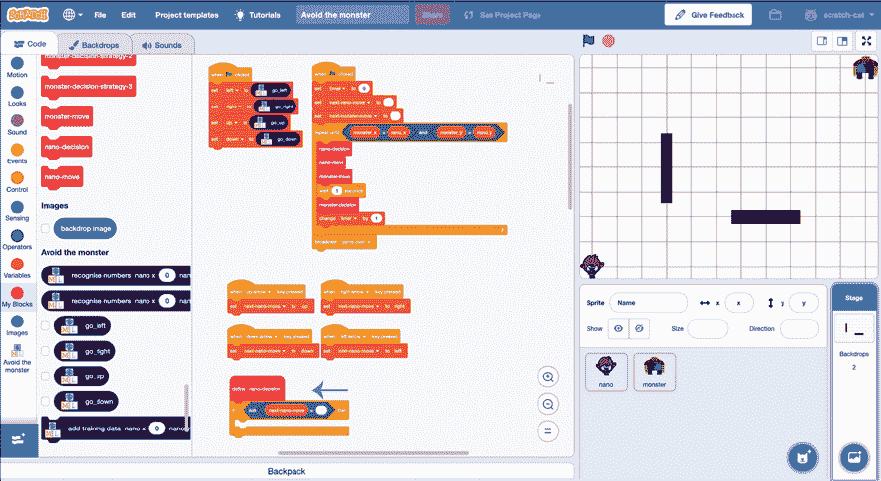 SCRATCH
File
Edit
Project templates
Tutorials
Avoid the monster
See Project Page
Give Feedback
scratch-cat
Code
Backdrops
Sounds
Motion
Looks
Sound
Events
Control
Sensing
Operators
Variables
My Blocks
Images
Avoid the
monster
monster-decision-strategy-2
monster-decision-strategy-3
monster-move
nano-decision
nano-move
Images
backdrop image
Avoid the monster
recognise numbers nano x 0 nano
recognise numbers nano x 0 nano
go_left
go_right
go_up
go_down
add training data nano x 0 nano
when clicked
set left to go_left
set right to go_right
set up to go_up
set down to go_down
when clicked
set timer to 0
set next-nano-move to
set next-monster-move to
repeat until monster-x = nano-x and monster-y = nano-y
nano-decision
nano-move
monster-move
wait 1 seconds
monster-decision
change timer by 1
broadcast game over
when up arrow key pressed
set next-nano-move to up
when right arrow key pressed
set next-nano-move to right
when down arrow key pressed
set next-nano-move to down
when left arrow key pressed
set next-nano-move to left
define nano-decision
if not next-nano-move = then
Backpack
Sprite
Name
x
x
y
y
Show
Size
Direction
nano
monster
Stage
Backdrops
2